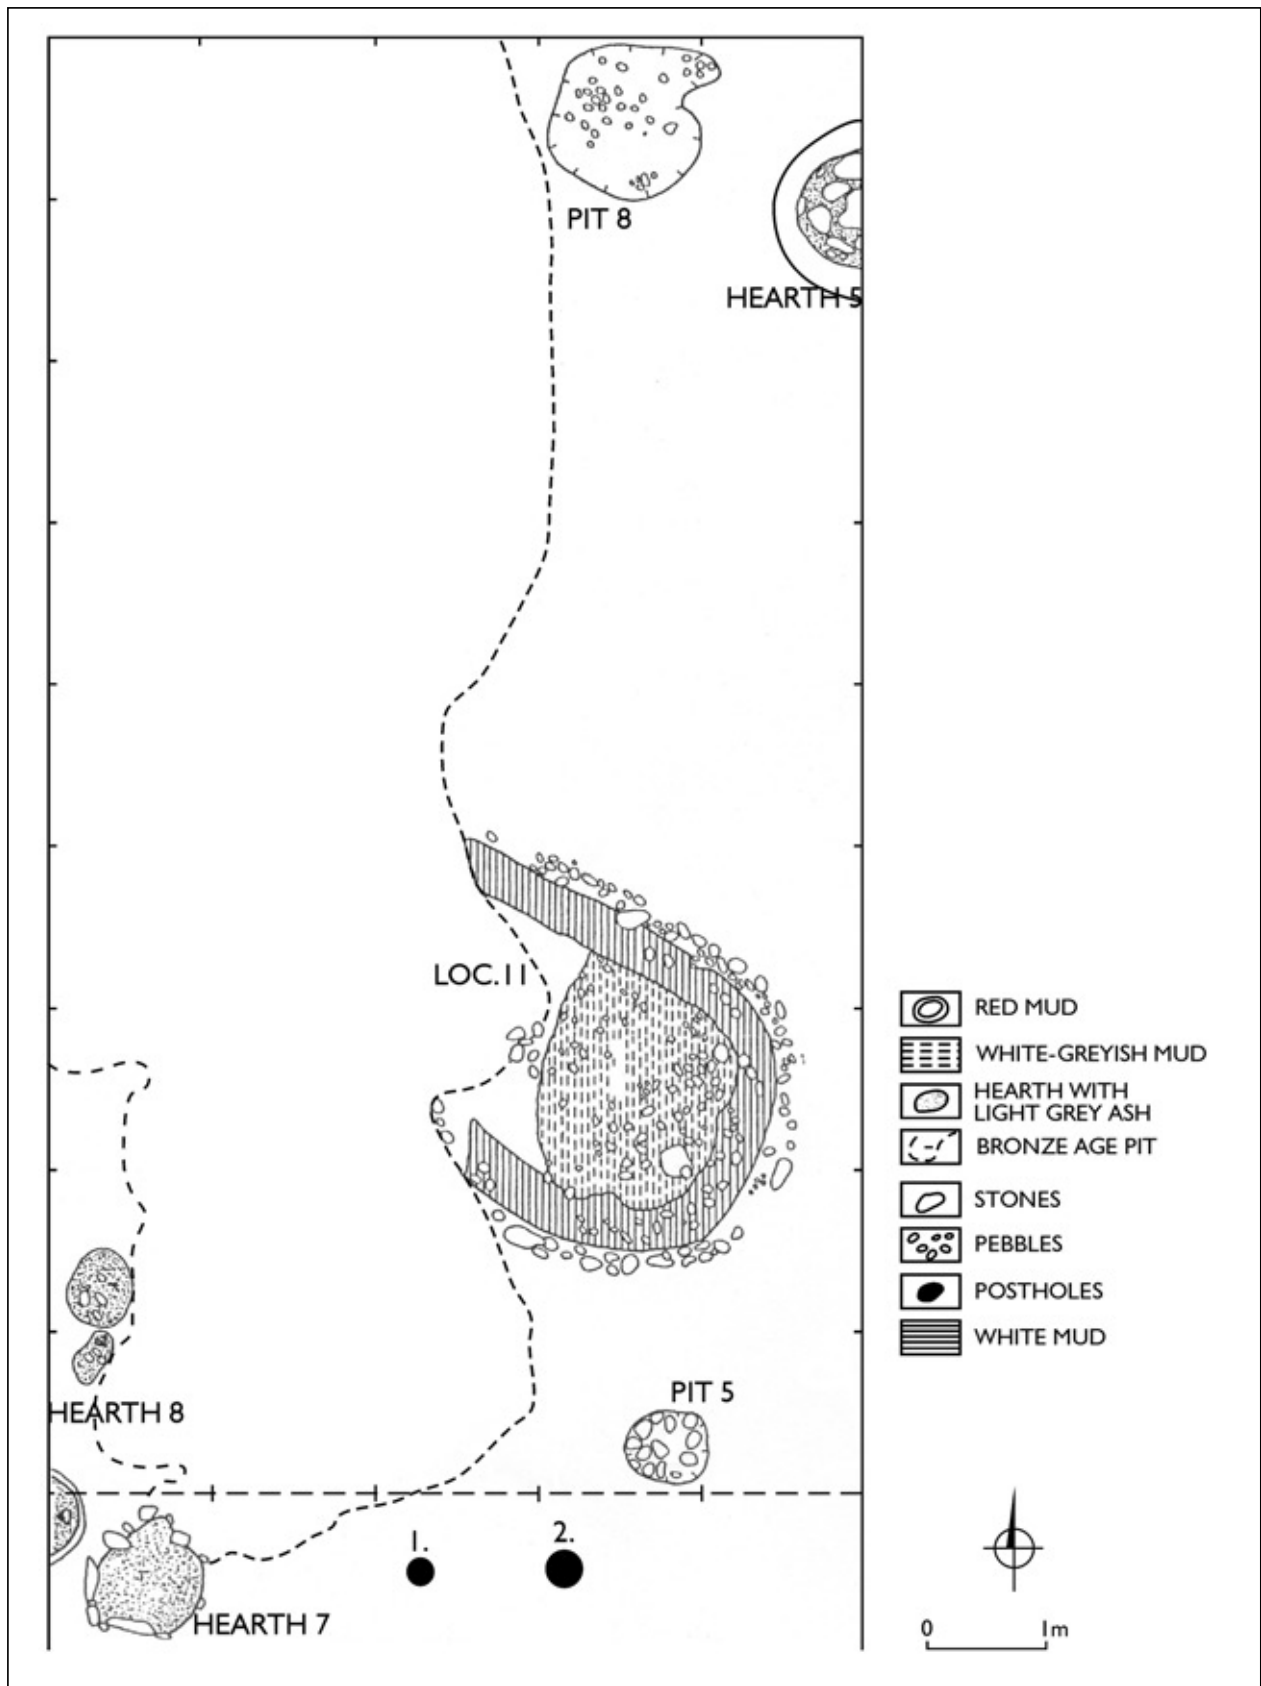 PIT 8
HEARTH 5
LOC.11
RED MUD
WHITE-GREYISH MUD
HEARTH WITH
LIGHT GREY ASH
BRONZE AGE PIT
STONES
PEBBLES
POSTHOLES
WHITE MUD
PIT 5
HEARTH 8
1.
2.
HEARTH 7
0 1m